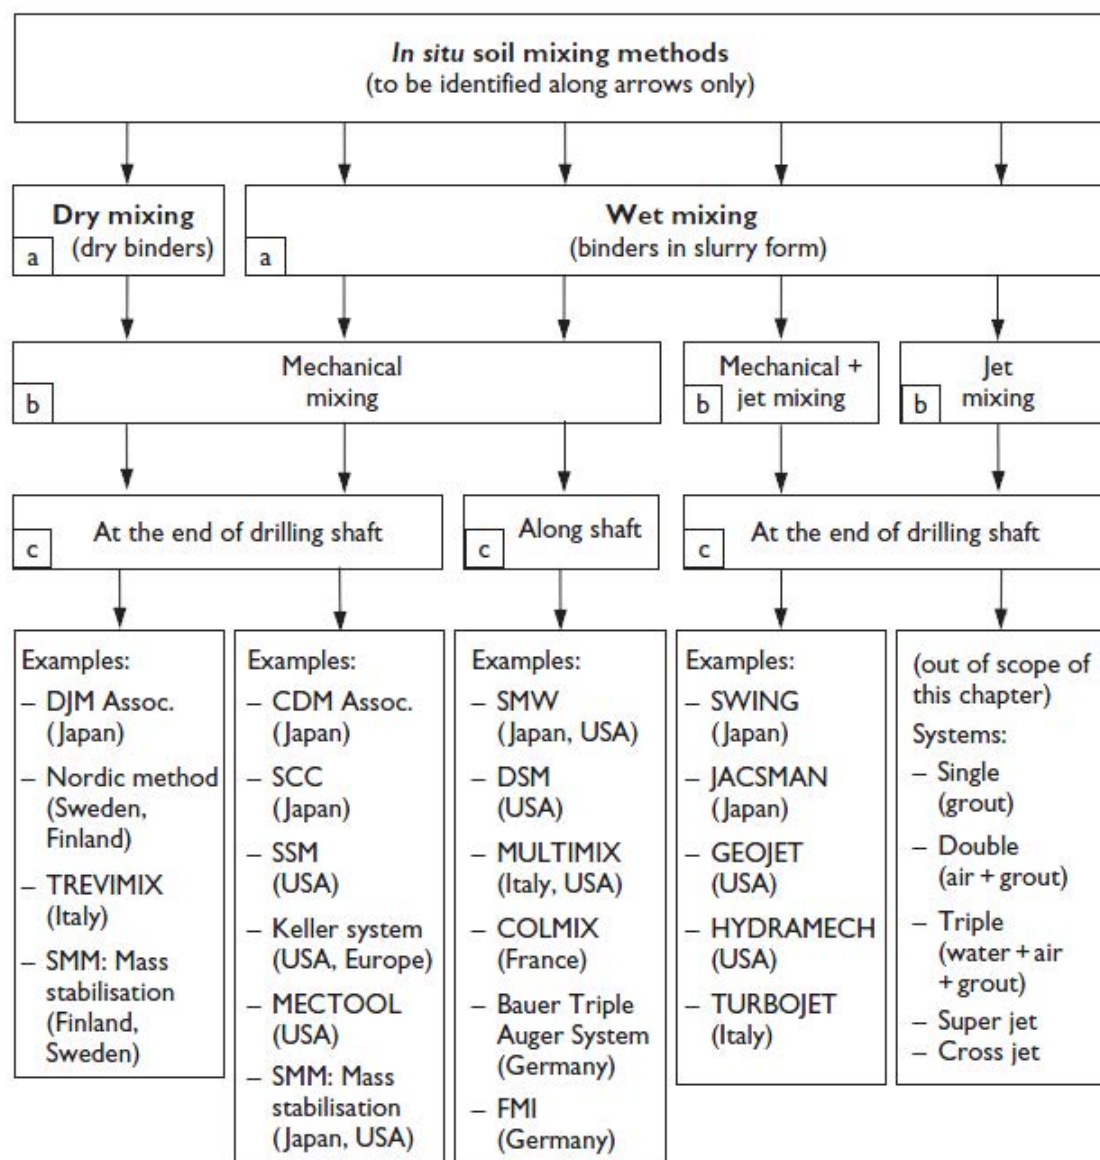 In situ soil mixing methods
(to be identified along arrows only)
Dry mixing
(dry binders)
a
Wet mixing
(binders in slurry form)
a
Mechanical
mixing
b
Mechanical +
jet mixing
b
Jet
mixing
b
At the end of drilling shaft
c
Along shaft
c
At the end of drilling shaft
c
Examples:
– DJM Assoc.
(Japan)
– Nordic method
(Sweden,
Finland)
– TREVIMIX
(Italy)
– SMM: Mass
stabilisation
(Finland,
Sweden)
Examples:
– CDM Assoc.
(Japan)
– SCC
(Japan)
– SSM
(USA)
– Keller system
(USA, Europe)
– MECTOOL
(USA)
– SMM: Mass
stabilisation
(Japan, USA)
Examples:
– SMW
(Japan, USA)
– DSM
(USA)
– MULTIMIX
(Italy, USA)
– COLMIX
(France)
– Bauer Triple
Auger System
(Germany)
– FMI
(Germany)
Examples:
– SWING
(Japan)
– JACSMAN
(Japan)
– GEOJET
(USA)
– HYDRAMECH
(USA)
– TURBOJET
(Italy)
(out of scope of
this chapter)
Systems:
– Single
(grout)
– Double
(air + grout)
– Triple
(water + air
+ grout)
– Super jet
– Cross jet